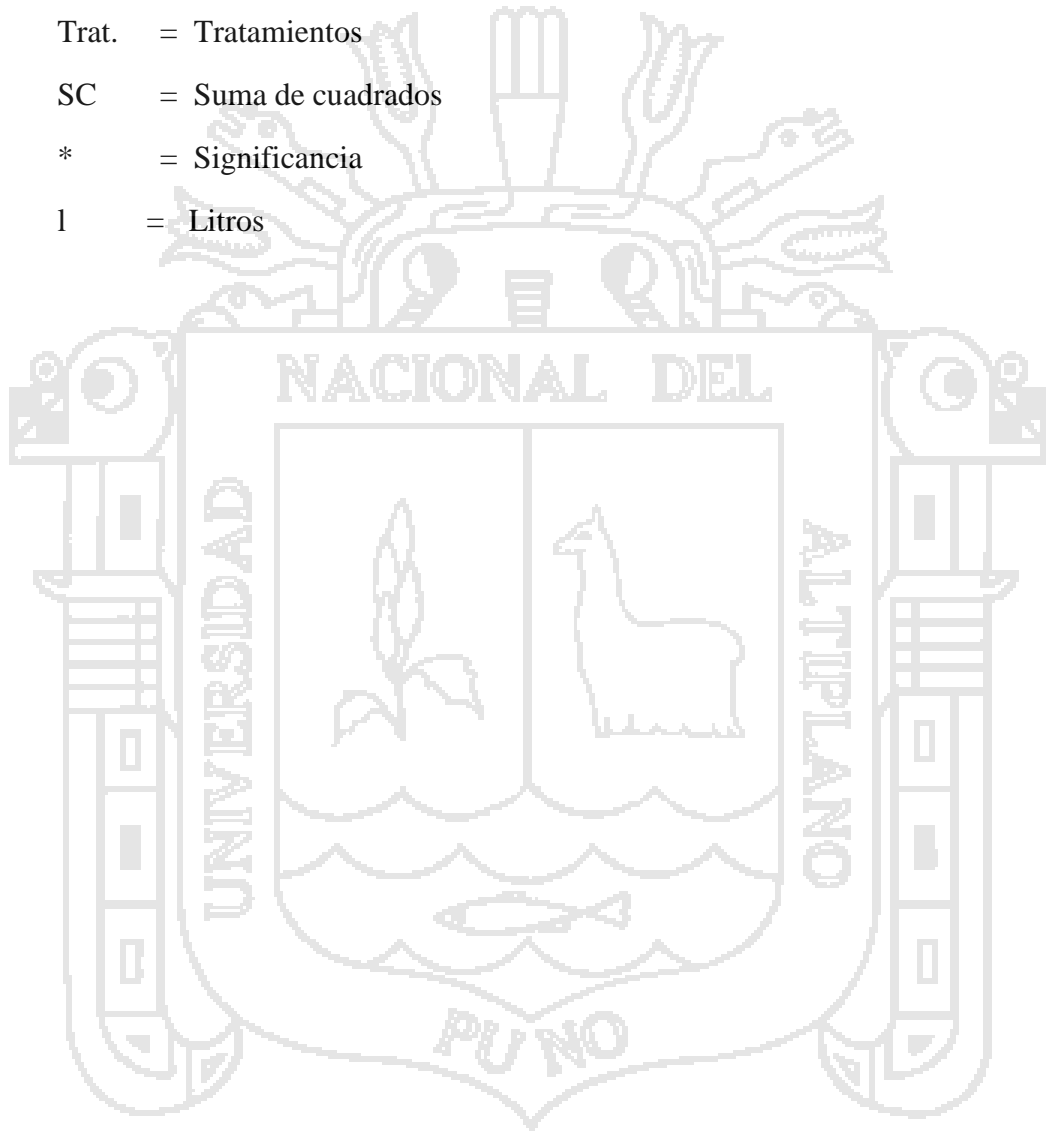 Trat. = Tratamientos
SC = Suma de cuadrados
* = Significancia
l = Litros
NACIONAL DEL
UNIVERSIDAD
ALTIPLANO
PUNO